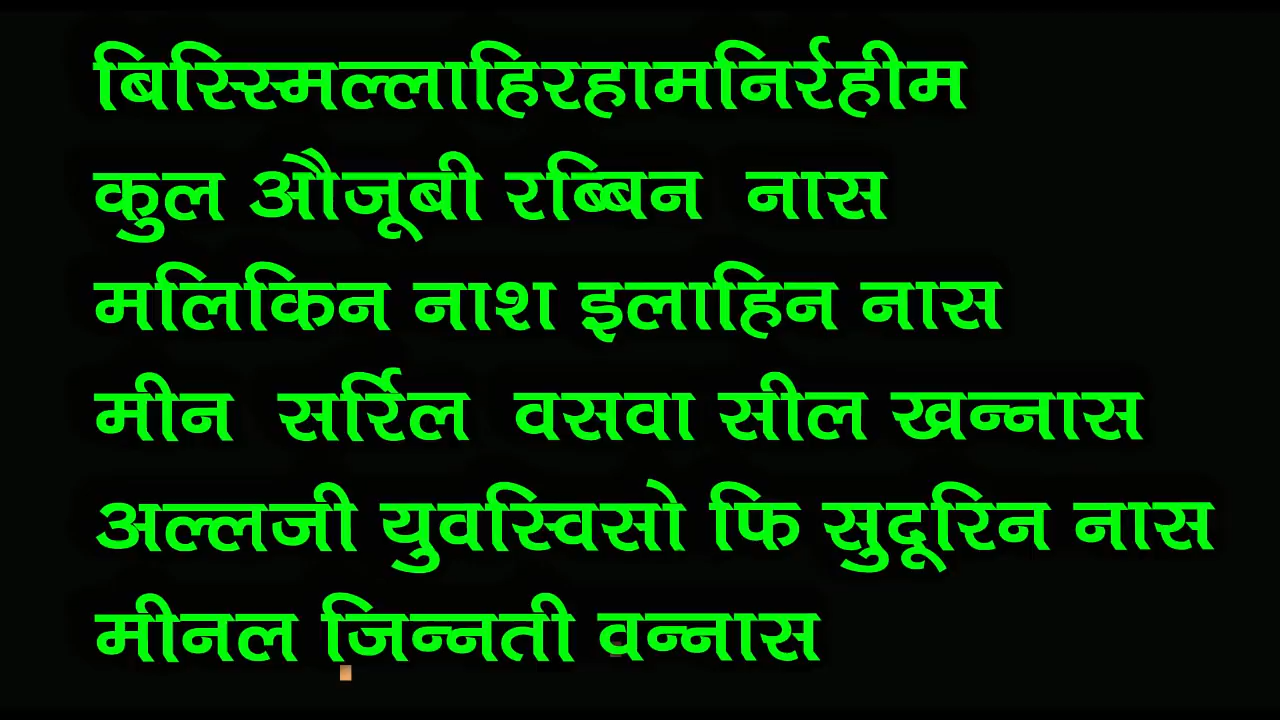 बिस्स्मिल्लाहिरहामनिर्रहीम
कुल औजूबी रब्बिन नास
मलिकिन नाश इलाहिन नास
मीन सर्रिल वसवा सील खन्नास
अल्लजी युवस्विसो फि सुदूरिन नास
मीनल जिन्नती वन्नास